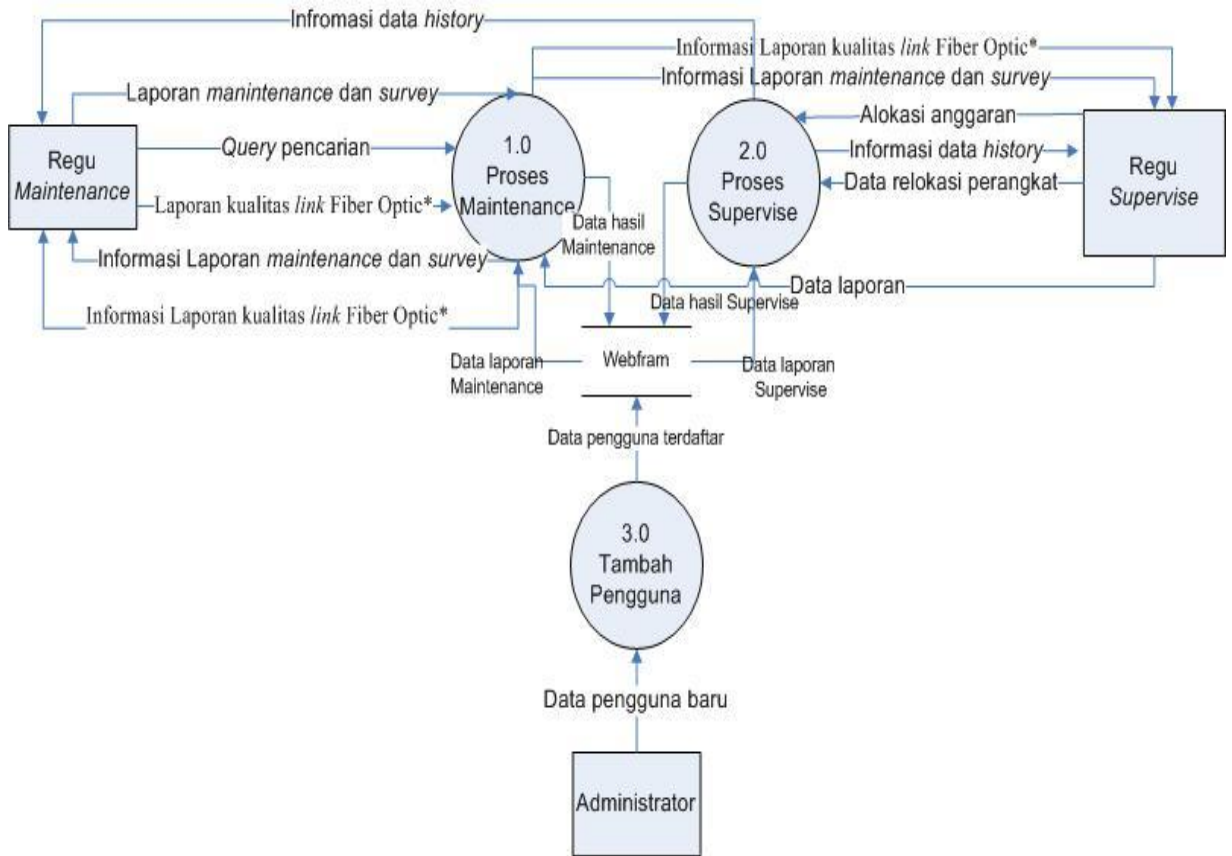 Infromasi data history
Informasi Laporan kualitas link Fiber Optic*
Informasi Laporan maintenance dan survey
Laporan manintenance dan survey
Alokasi anggaran
Regu
Maintenance
Query pencarian
1.0
Proses
Maintenance
2.0
Proses
Supervise
Informasi data history
Regu
Supervise
Laporan kualitas link Fiber Optic*
Data relokasi perangkat
Data hasil
Maintenance
Informasi Laporan maintenance dan survey
Data laporan
Data hasil Supervise
Informasi Laporan kualitas link Fiber Optic*
Data laporan
Maintenance
Webfram
Data laporan
Supervise
Data pengguna terdaftar
3.0
Tambah
Pengguna
Data pengguna baru
Administrator